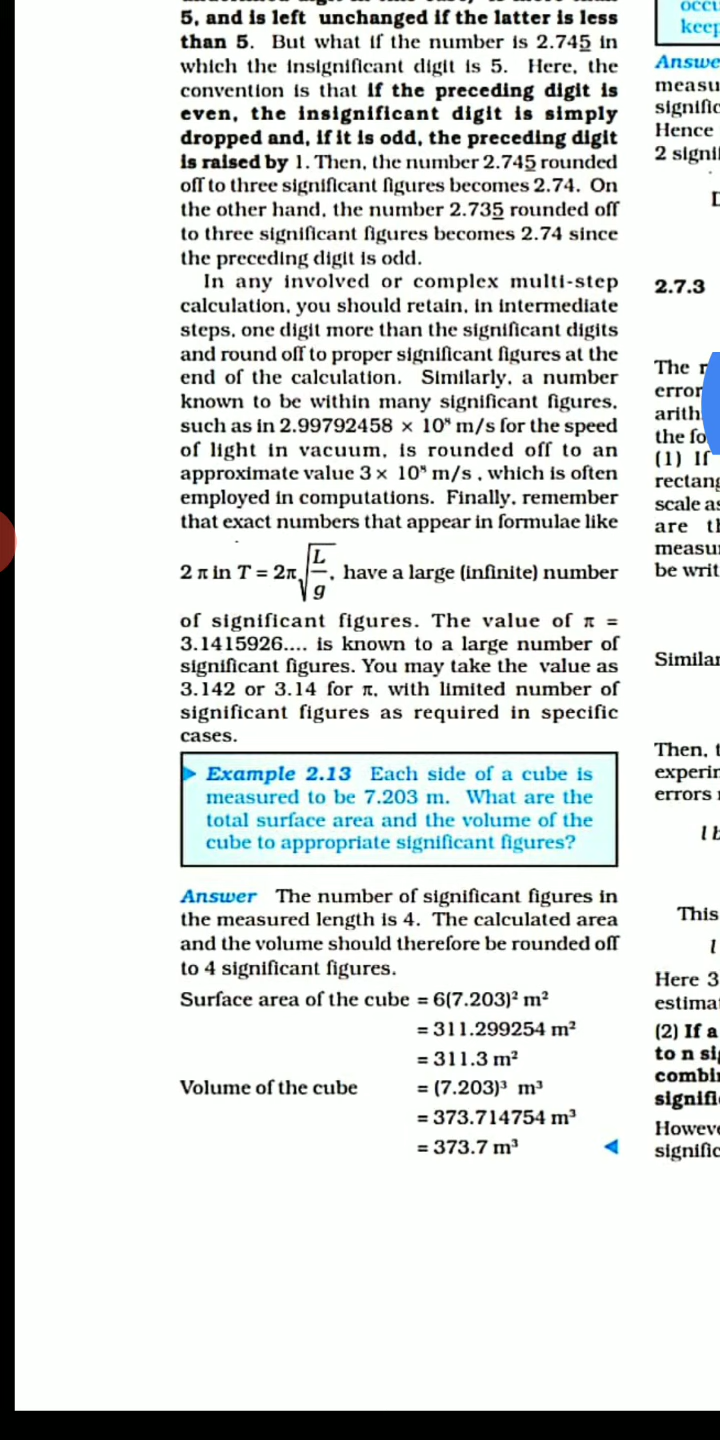 5, and is left unchanged if the latter is less
than 5. But what if the number is 2.745 in
which the insignificant digit is 5. Here, the
convention is that if the preceding digit is
even, the insignificant digit is simply
dropped and, if it is odd, the preceding digit
is raised by 1. Then, the number 2.745 rounded
off to three significant figures becomes 2.74. On
the other hand, the number 2.735 rounded off
to three significant figures becomes 2.74 since
the preceding digit is odd.
In any involved or complex multi-step
calculation, you should retain, in intermediate
steps, one digit more than the significant digits
and round off to proper significant figures at the
end of the calculation. Similarly, a number
known to be within many significant figures,
such as in 2.99792458 × 10⁸ m/s for the speed
of light in vacuum, is rounded off to an
approximate value 3 × 10⁸ m/s , which is often
employed in computations. Finally, remember
that exact numbers that appear in formulae like
2 π in T = 2π√(L/g), have a large (infinite) number
of significant figures. The value of π =
3.1415926.... is known to a large number of
significant figures. You may take the value as
3.142 or 3.14 for π, with limited number of
significant figures as required in specific
cases.
Example 2.13 Each side of a cube is
measured to be 7.203 m. What are the
total surface area and the volume of the
cube to appropriate significant figures?
Answer The number of significant figures in
the measured length is 4. The calculated area
and the volume should therefore be rounded off
to 4 significant figures.
Surface area of the cube = 6(7.203)² m²
= 311.299254 m²
= 311.3 m²
Volume of the cube = (7.203)³ m³
= 373.714754 m³
= 373.7 m³
keep
Hence
2
2.7.3
The
error
the
(1) If
scale
are
be
Then,
errors
l
This
l
Here 3
(2) If a
to n